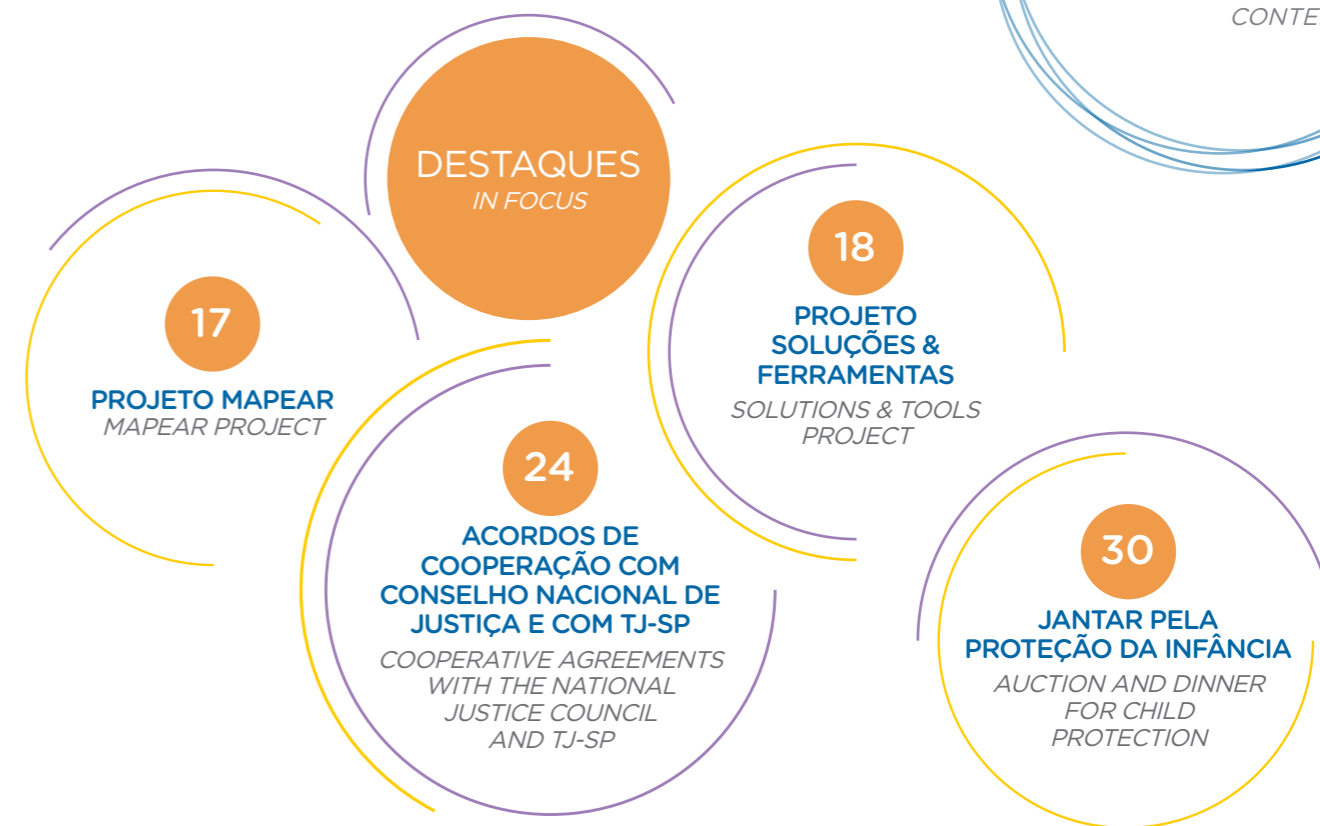 DESTAQUES
IN FOCUS
17
PROJETO MAPEAR
MAPEAR PROJECT
18
PROJETO
SOLUÇÕES &
FERRAMENTAS
SOLUTIONS & TOOLS
PROJECT
24
ACORDOS DE
COOPERAÇÃO COM
CONSELHO NACIONAL DE
JUSTIÇA E COM TJ-SP
COOPERATIVE AGREEMENTS
WITH THE NATIONAL
JUSTICE COUNCIL
AND TJ-SP
30
JANTAR PELA
PROTEÇÃO DA INFÂNCIA
AUCTION AND DINNER
FOR CHILD
PROTECTION